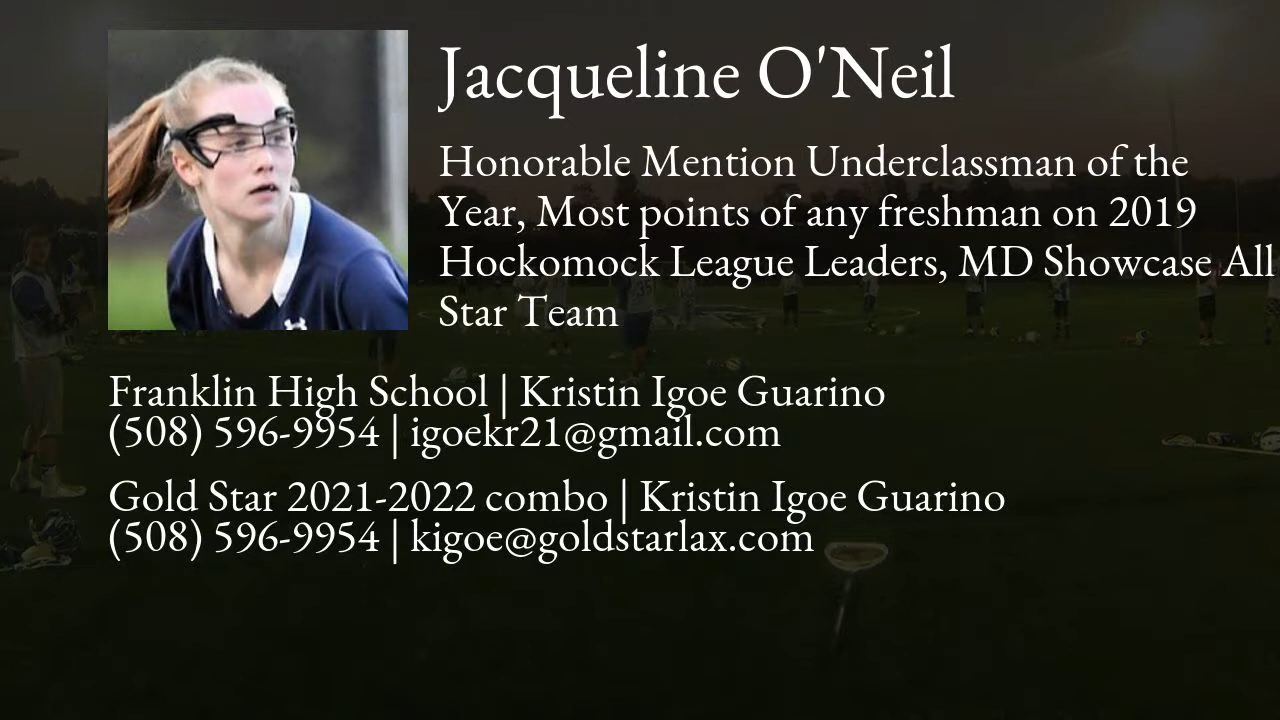 Jacqueline O'Neil
Honorable Mention Underclassman of the
Year, Most points of any freshman on 2019
Hockomock League Leaders, MD Showcase All
Star Team
Franklin High School | Kristin Igoe Guarino
(508) 596-9954 | igoekr21@gmail.com
Gold Star 2021-2022 combo | Kristin Igoe Guarino
(508) 596-9954 | kigoe@goldstarlax.com